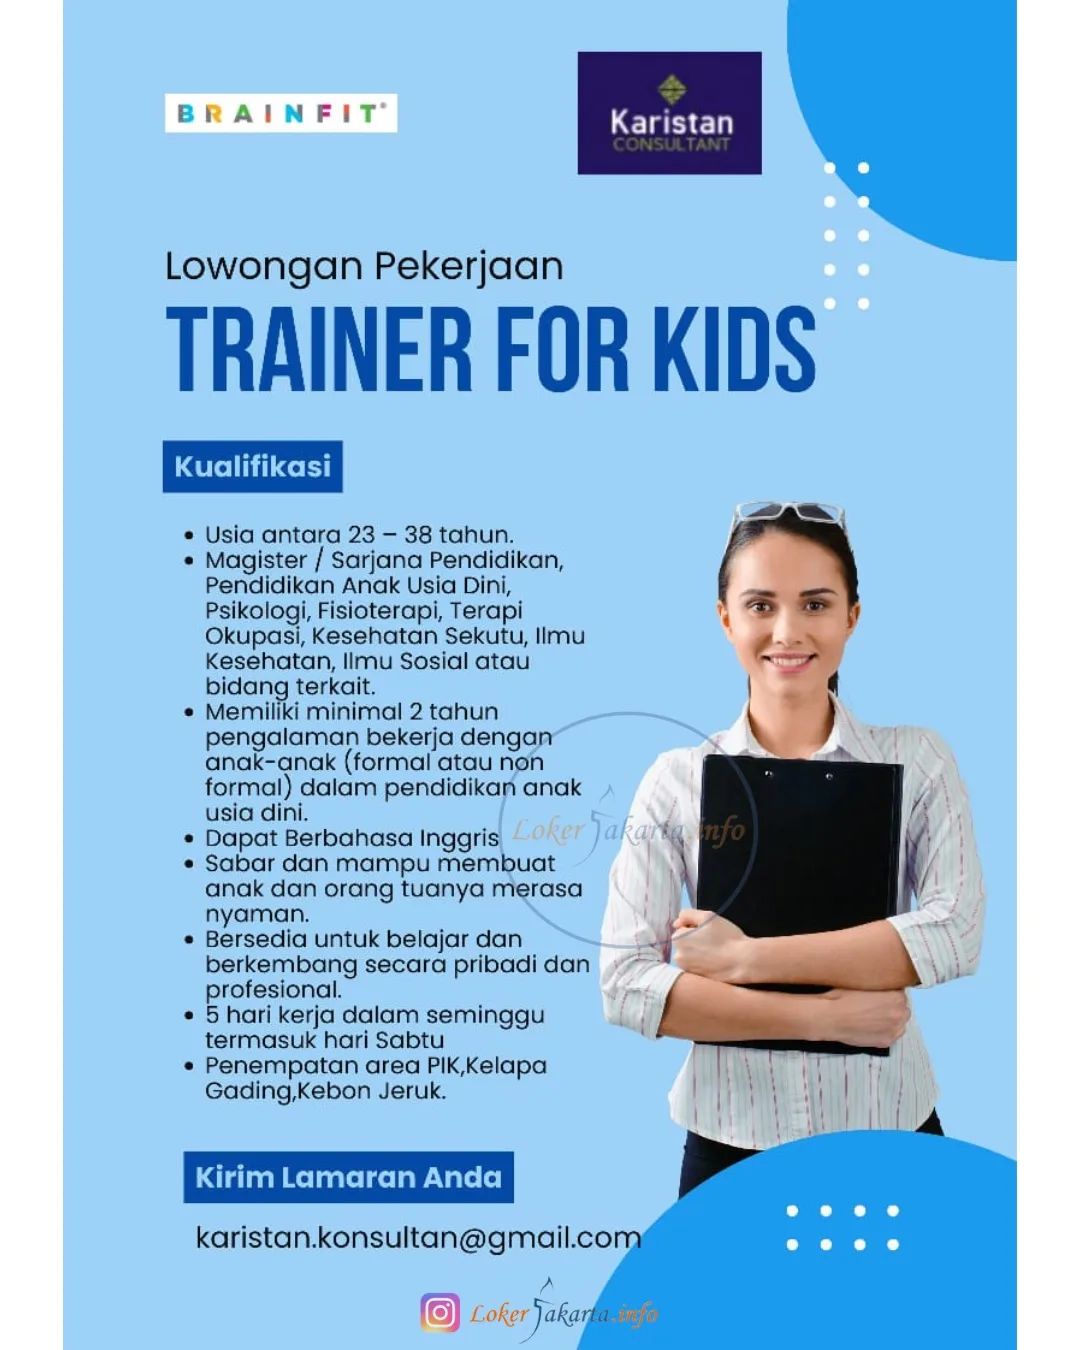 BRAINFIT®
Karistan
CONSULTANT
Lowongan Pekerjaan
TRAINER FOR KIDS
Kualifikasi
• Usia antara 23 – 38 tahun.
• Magister / Sarjana Pendidikan,
Pendidikan Anak Usia Dini,
Psikologi, Fisioterapi, Terapi
Okupasi, Kesehatan Sekutu, Ilmu
Kesehatan, Ilmu Sosial atau
bidang terkait.
• Memiliki minimal 2 tahun
pengalaman bekerja dengan
anak-anak (formal atau non
formal) dalam pendidikan anak
usia dini.
• Dapat Berbahasa Inggris
• Sabar dan mampu membuat
anak dan orang tuanya merasa
nyaman.
• Bersedia untuk belajar dan
berkembang secara pribadi dan
profesional.
• 5 hari kerja dalam seminggu
termasuk hari Sabtu
• Penempatan area PIK,Kelapa
Gading,Kebon Jeruk.
Loker Jakarta.info
Kirim Lamaran Anda
karistan.konsultan@gmail.com
Loker Jakarta.info